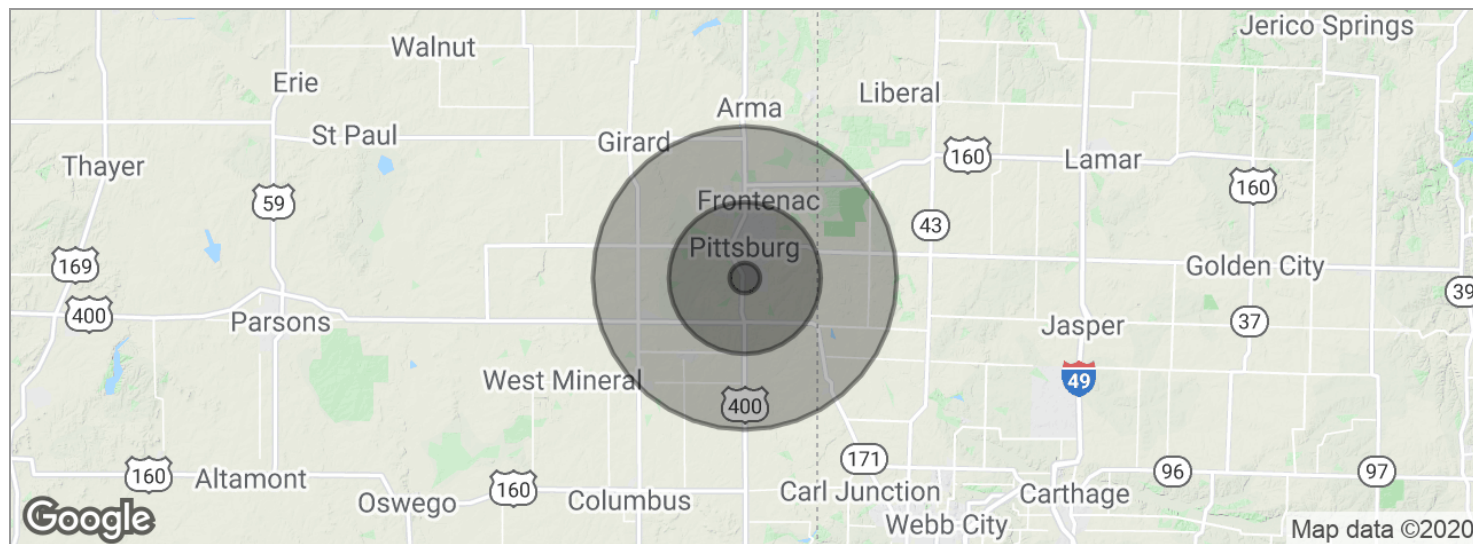 Jerico Springs
Walnut
Erie
Liberal
Arma
St Paul
Girard
160
Lamar
Thayer
160
59
Frontenac
43
Pittsburg
169
Golden City
39
400
Parsons
37
Jasper
West Mineral
49
400
171
160
Altamont
160
96
97
Oswego
Columbus
Carl Junction
Carthage
Webb City
Google
Map data ©2020